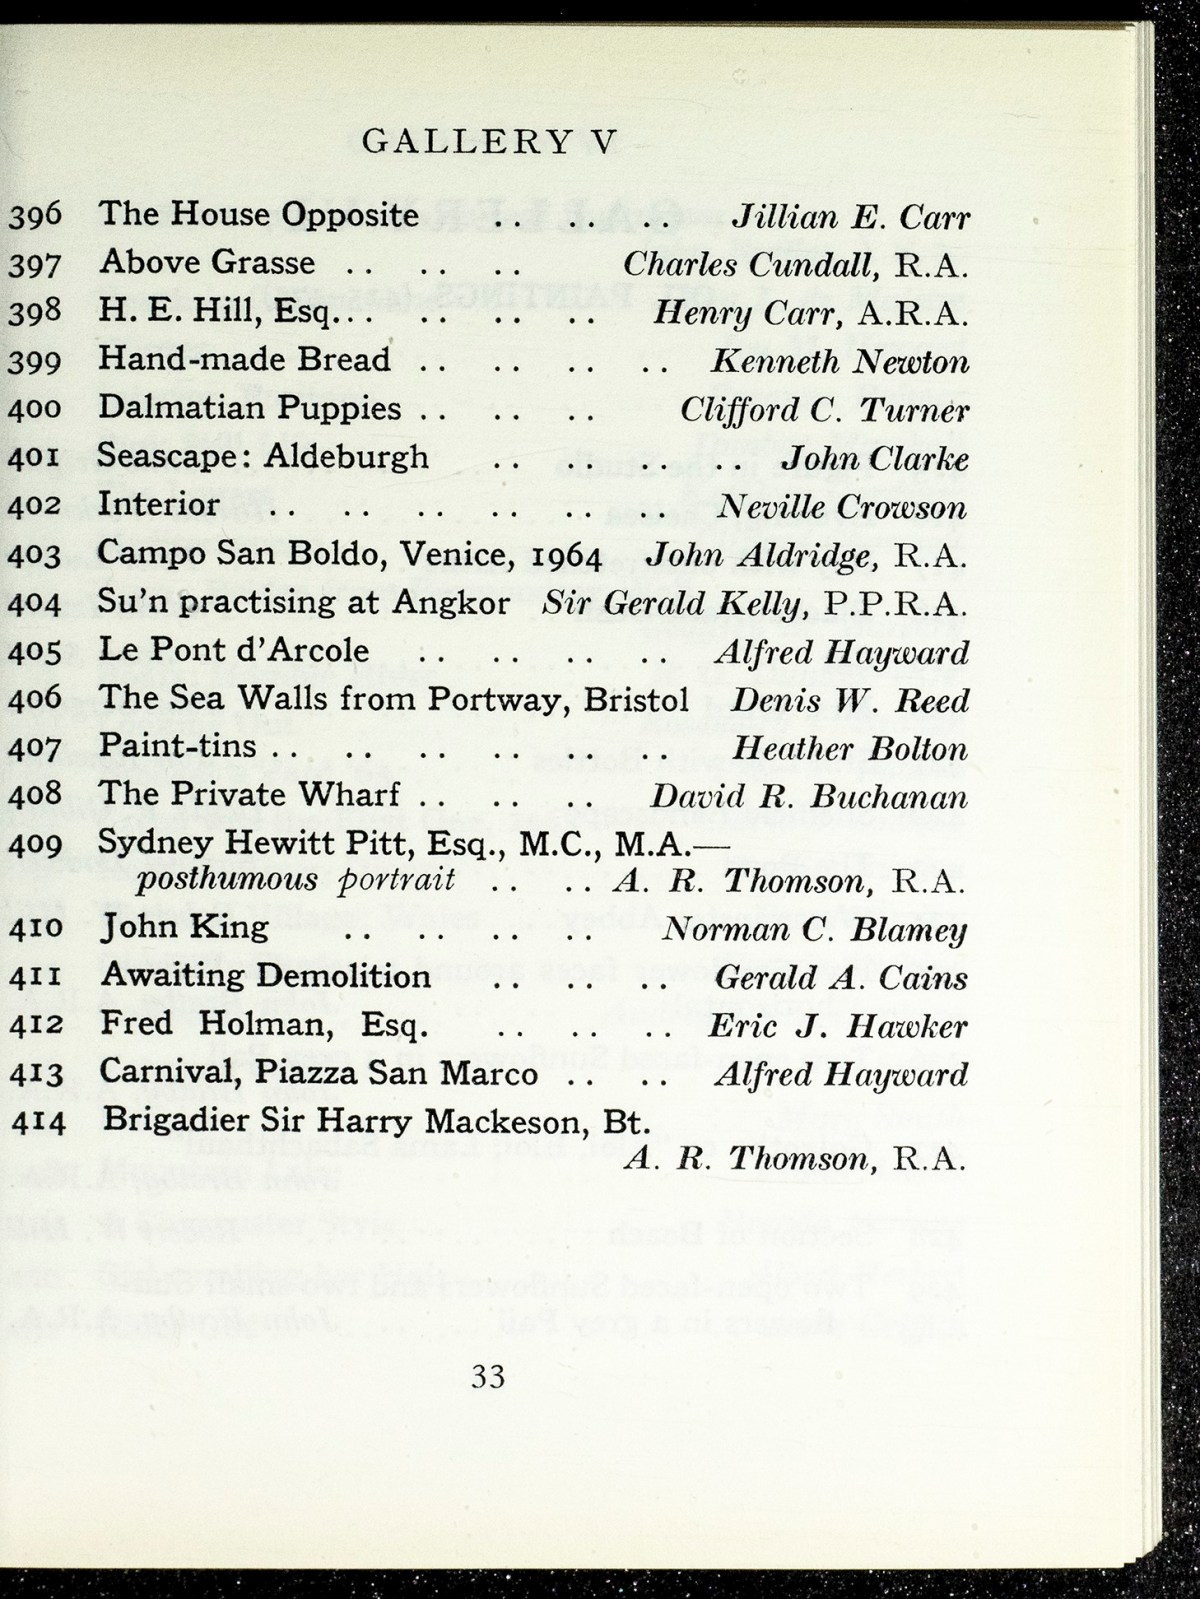 GALLERY V
396 The House Opposite .. .. .. Jillian E. Carr
397 Above Grasse .. .. .. Charles Cundall, R.A.
398 H. E. Hill, Esq... .. .. .. Henry Carr, A.R.A.
399 Hand-made Bread .. .. .. .. Kenneth Newton
400 Dalmatian Puppies .. .. .. Clifford C. Turner
401 Seascape: Aldeburgh .. .. .. .. John Clarke
402 Interior .. .. .. .. .. .. Neville Crowson
403 Campo San Boldo, Venice, 1964 John Aldridge, R.A.
404 Su'n practising at Angkor Sir Gerald Kelly, P.P.R.A.
405 Le Pont d'Arcole .. .. .. .. Alfred Hayward
406 The Sea Walls from Portway, Bristol Denis W. Reed
407 Paint-tins .. .. .. .. .. .. Heather Bolton
408 The Private Wharf .. .. .. David R. Buchanan
409 Sydney Hewitt Pitt, Esq., M.C., M.A.—
posthumous portrait .. .. A. R. Thomson, R.A.
410 John King .. .. .. .. Norman C. Blamey
411 Awaiting Demolition .. .. .. Gerald A. Cains
412 Fred Holman, Esq. .. .. .. Eric J. Hawker
413 Carnival, Piazza San Marco .. .. Alfred Hayward
414 Brigadier Sir Harry Mackeson, Bt.
A. R. Thomson, R.A.
33